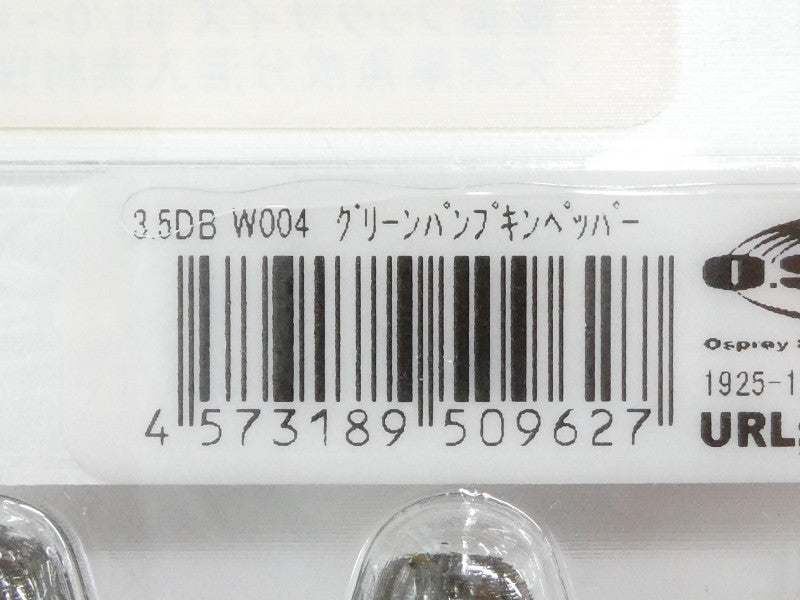 3.5DB W004 ｸﾞﾘｰﾝﾊﾟﾝﾌﾟｷﾝﾍﾟｯﾊﾟｰ
4 573189 509627
Osprey
1925-1
URL: